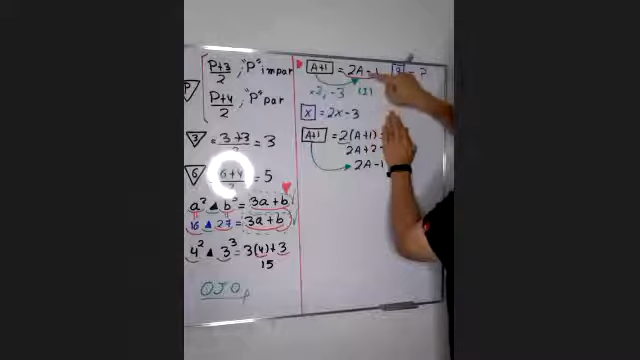 P
P+3/2 ; "P" impar
P+4/2 ; "P" par
3 = 3+3/2 = 3
6 = 6+4/2 = 5
a² ▲ b³ = 3a + b
16 ▲ 27 = 3a + b
4² ▲ 3³ = 3(4) + 3
15
OJO
A+1 = 2A - 1
×2, -3 (I)
x = 2x - 3
A+1 = 2(A+1)
2A + 2
2A - 1